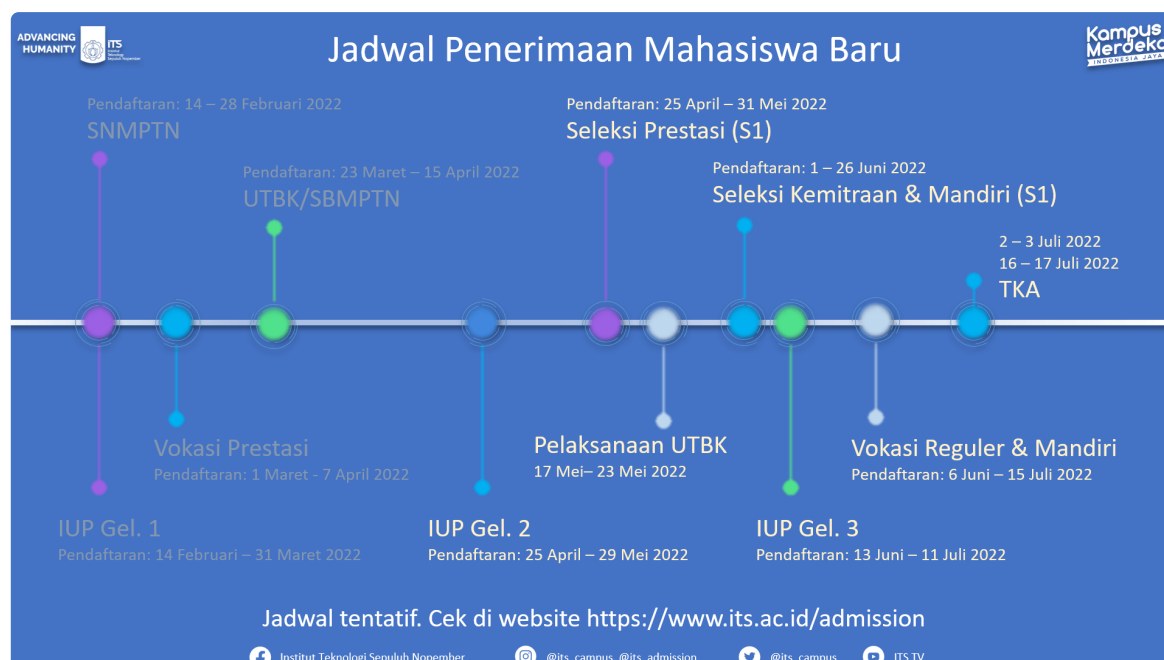 ADVANCING
HUMANITY
ITS
Institut
Teknologi
Sepuluh Nopember
Jadwal Penerimaan Mahasiswa Baru
Kampus
Merdeka
INDONESIA JAYA
Pendaftaran: 14 – 28 Februari 2022
SNMPTN
Pendaftaran: 23 Maret – 15 April 2022
UTBK/SBMPTN
Pendaftaran: 25 April – 31 Mei 2022
Seleksi Prestasi (S1)
Pendaftaran: 1 – 26 Juni 2022
Seleksi Kemitraan & Mandiri (S1)
2 – 3 Juli 2022
16 – 17 Juli 2022
TKA
Vokasi Prestasi
Pendaftaran: 1 Maret - 7 April 2022
Pelaksanaan UTBK
17 Mei– 23 Mei 2022
Vokasi Reguler & Mandiri
Pendaftaran: 6 Juni – 15 Juli 2022
IUP Gel. 1
Pendaftaran: 14 Februari – 31 Maret 2022
IUP Gel. 2
Pendaftaran: 25 April – 29 Mei 2022
IUP Gel. 3
Pendaftaran: 13 Juni – 11 Juli 2022
Jadwal tentatif. Cek di website https://www.its.ac.id/admission
Institut Teknologi Sepuluh Nopember
@its_campus, @its_admission
@its_campus
ITS TV